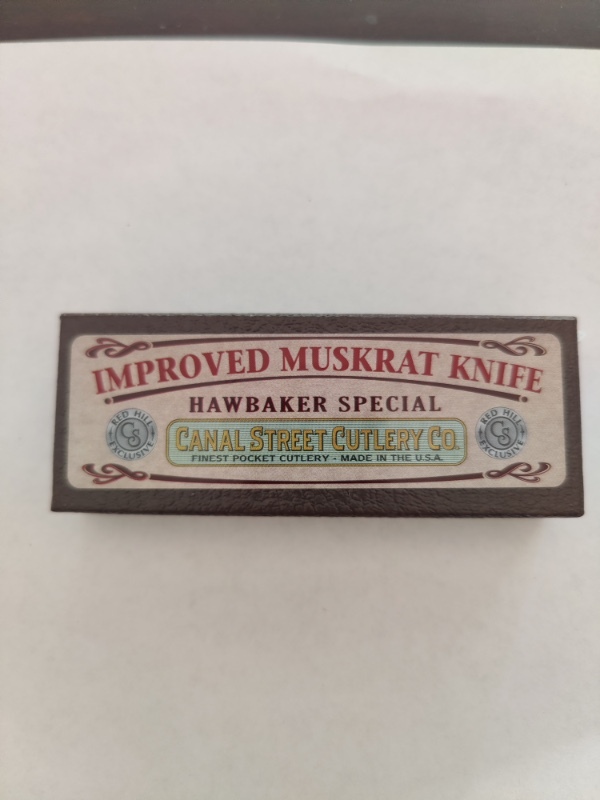 IMPROVED MUSKRAT KNIFE
HAWBAKER SPECIAL
RED HILL
CS
EXCLUSIVE
CANAL STREET CUTLERY CO.
FINEST POCKET CUTLERY - MADE IN THE U.S.A.
RED HILL
CS
EXCLUSIVE